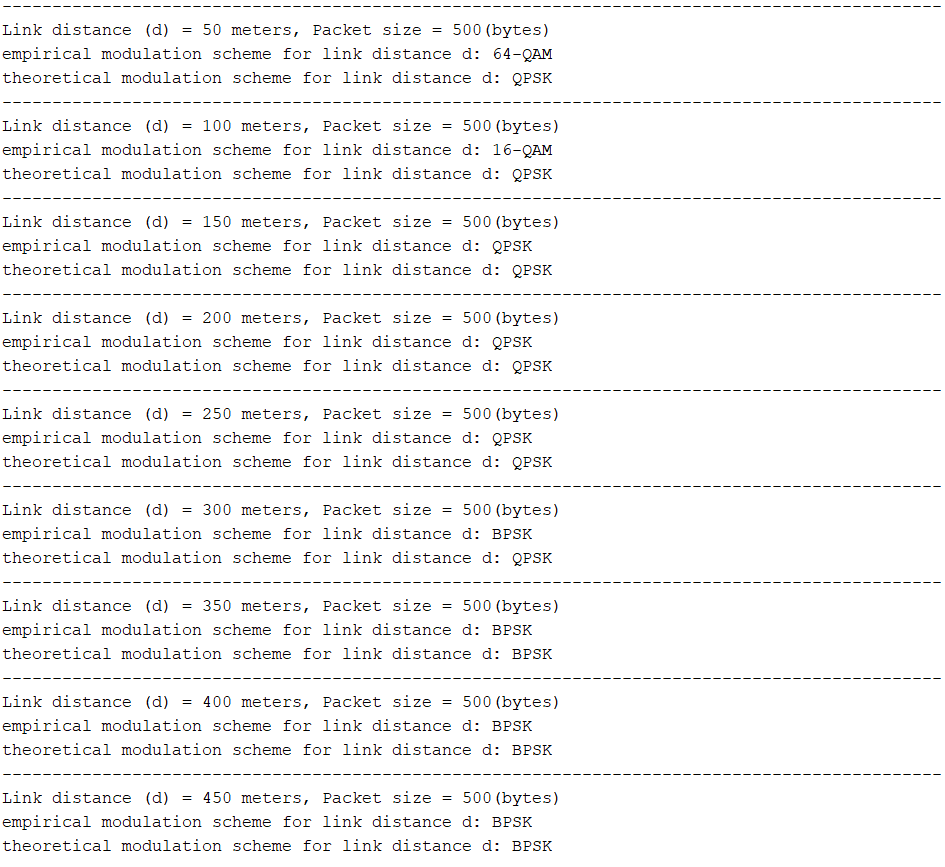 ----------------------------------------------------------------------------------------------
Link distance (d) = 50 meters, Packet size = 500(bytes)
empirical modulation scheme for link distance d: 64-QAM
theoretical modulation scheme for link distance d: QPSK
----------------------------------------------------------------------------------------------
Link distance (d) = 100 meters, Packet size = 500(bytes)
empirical modulation scheme for link distance d: 16-QAM
theoretical modulation scheme for link distance d: QPSK
----------------------------------------------------------------------------------------------
Link distance (d) = 150 meters, Packet size = 500(bytes)
empirical modulation scheme for link distance d: QPSK
theoretical modulation scheme for link distance d: QPSK
----------------------------------------------------------------------------------------------
Link distance (d) = 200 meters, Packet size = 500(bytes)
empirical modulation scheme for link distance d: QPSK
theoretical modulation scheme for link distance d: QPSK
----------------------------------------------------------------------------------------------
Link distance (d) = 250 meters, Packet size = 500(bytes)
empirical modulation scheme for link distance d: QPSK
theoretical modulation scheme for link distance d: QPSK
----------------------------------------------------------------------------------------------
Link distance (d) = 300 meters, Packet size = 500(bytes)
empirical modulation scheme for link distance d: BPSK
theoretical modulation scheme for link distance d: QPSK
----------------------------------------------------------------------------------------------
Link distance (d) = 350 meters, Packet size = 500(bytes)
empirical modulation scheme for link distance d: BPSK
theoretical modulation scheme for link distance d: BPSK
----------------------------------------------------------------------------------------------
Link distance (d) = 400 meters, Packet size = 500(bytes)
empirical modulation scheme for link distance d: BPSK
theoretical modulation scheme for link distance d: BPSK
----------------------------------------------------------------------------------------------
Link distance (d) = 450 meters, Packet size = 500(bytes)
empirical modulation scheme for link distance d: BPSK
theoretical modulation scheme for link distance d: BPSK